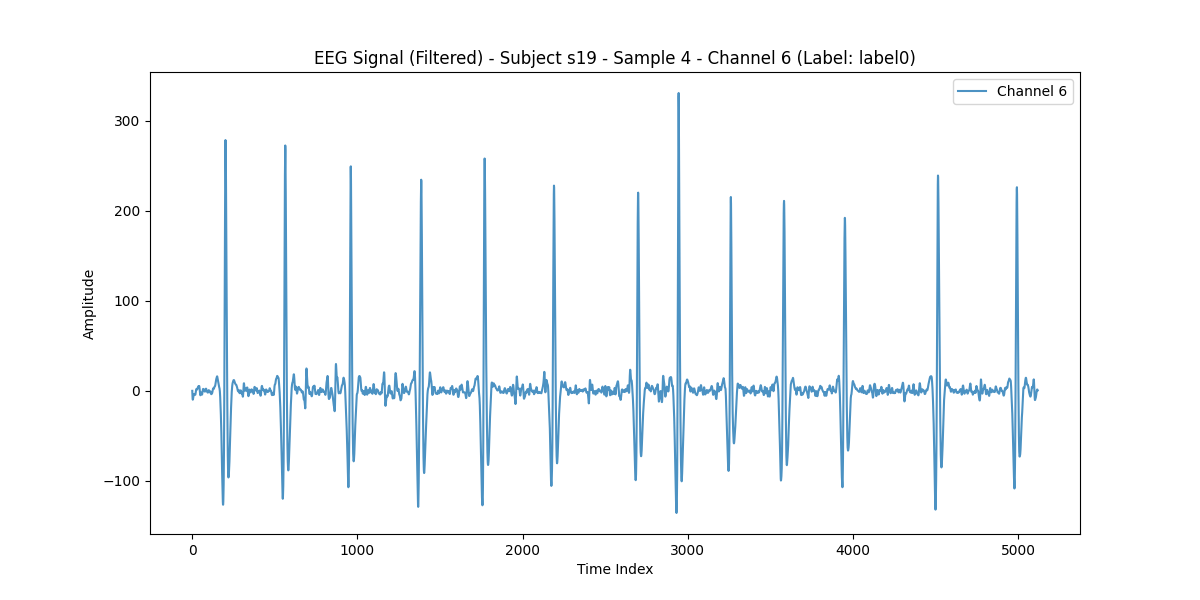 EEG Signal (Filtered) - Subject s19 - Sample 4 - Channel 6 (Label: label0)
Channel 6
300
200
100
0
−100
Amplitude
0 1000 2000 3000 4000 5000
Time Index